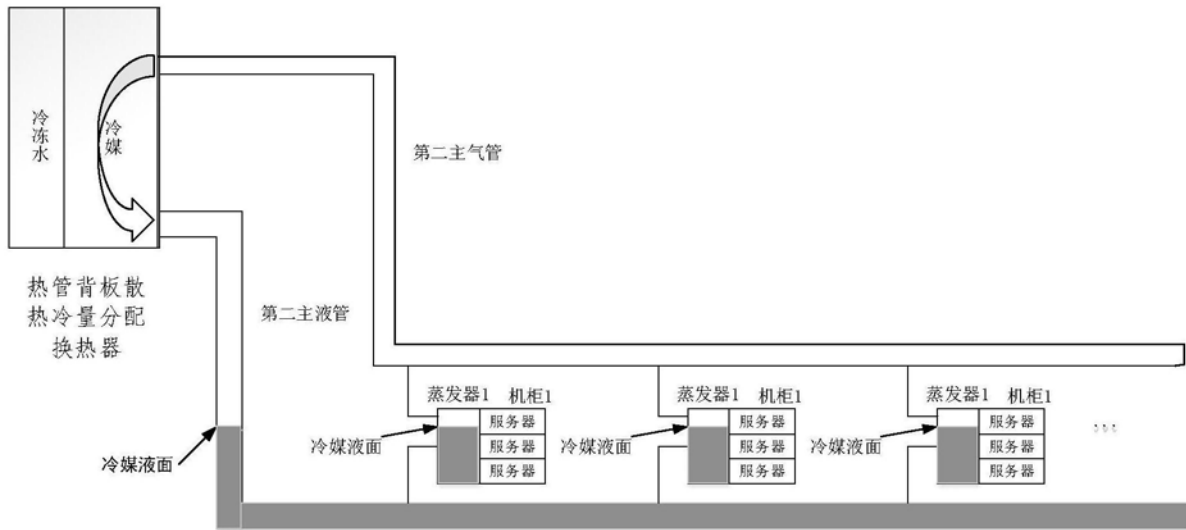 冷冻水
冷媒
第二主气管
热管背板散
热冷量分配
换热器
第二主液管
冷媒液面
蒸发器1 机柜1
服务器
服务器
服务器
冷媒液面
蒸发器1 机柜1
服务器
服务器
服务器
冷媒液面
蒸发器1 机柜1
服务器
服务器
服务器
冷媒液面
...